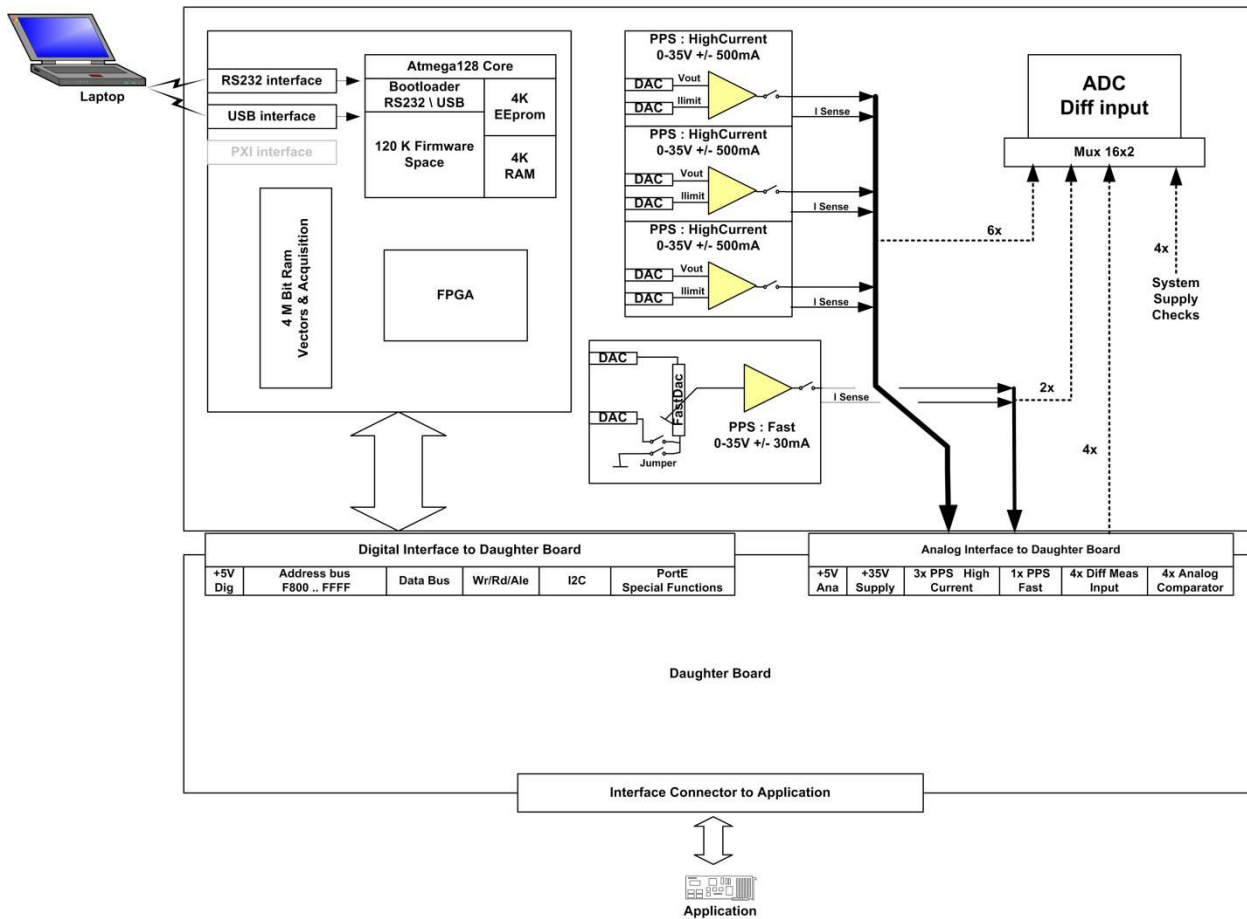 Laptop
RS232 interface
USB interface
PXI interface
Atmega128 Core
Bootloader
RS232 \ USB
4K
EEprom
120 K Firmware
Space
4K
RAM
4 M Bit Ram
Vectors & Acquisition
FPGA
PPS : HighCurrent
0-35V +/- 500mA
DAC
Vout
DAC
Ilimit
I Sense
PPS : HighCurrent
0-35V +/- 500mA
DAC
Vout
DAC
Ilimit
I Sense
PPS : HighCurrent
0-35V +/- 500mA
DAC
Vout
DAC
Ilimit
I Sense
DAC
DAC
FastDac
Jumper
I Sense
PPS : Fast
0-35V +/- 30mA
ADC
Diff input
Mux 16x2
6x
4x
System
Supply
Checks
2x
4x
Digital Interface to Daughter Board
+5V
Dig
Address bus
F800 .. FFFF
Data Bus
Wr/Rd/Ale
I2C
PortE
Special Functions
Analog Interface to Daughter Board
+5V
Ana
+35V
Supply
3x PPS High
Current
1x PPS
Fast
4x Diff Meas
Input
4x Analog
Comparator
Daughter Board
Interface Connector to Application
Application